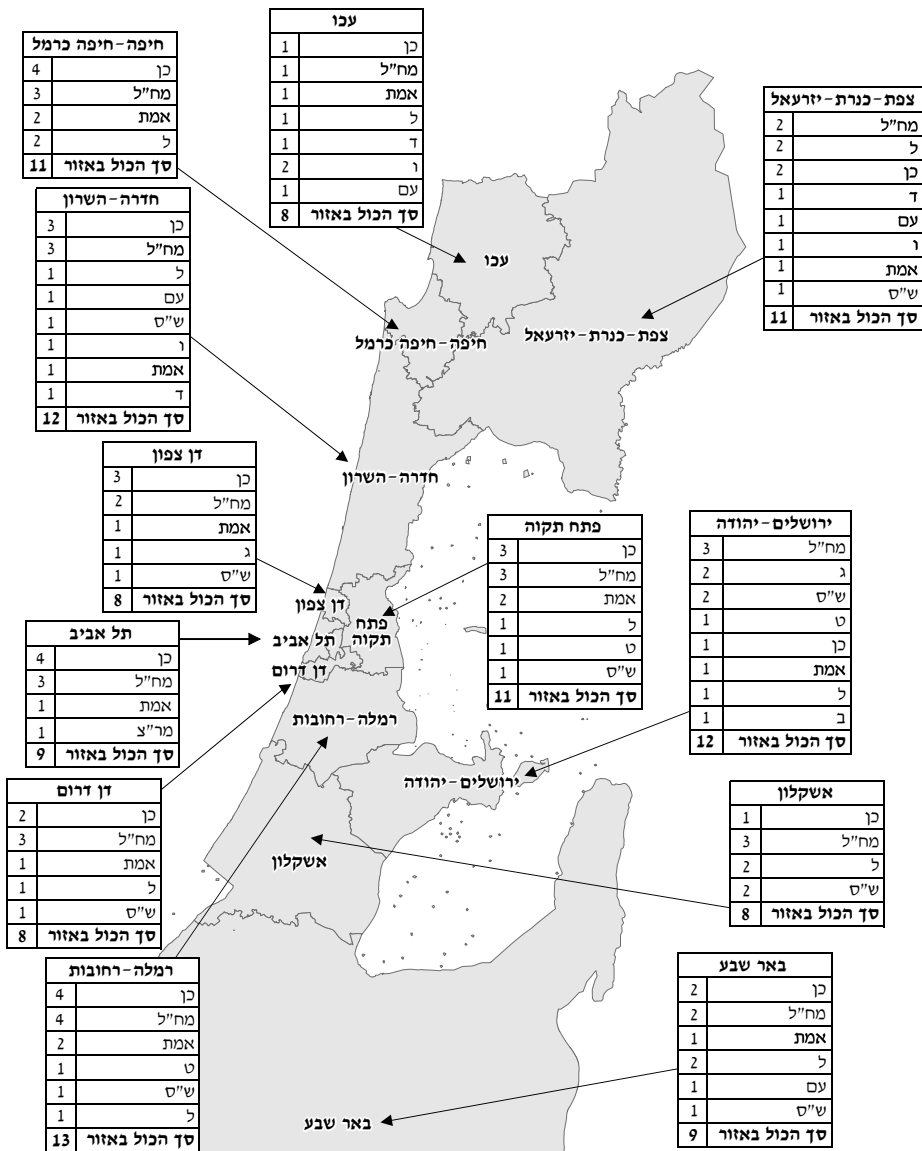 עכו
כן 1
מח"ל 1
אמת 1
ל 1
ד 1
ו 2
עם 1
סך הכול באזור 8
חיפה-חיפה כרמל
כן 4
מח"ל 3
אמת 2
ל 2
סך הכול באזור 11
צפת-כנרת-יזרעאל
מח"ל 2
ל 2
כן 2
ד 1
עם 1
ו 1
אמת 1
ש"ס 1
סך הכול באזור 11
חדרה-השרון
כן 3
מח"ל 3
ל 1
עם 1
ש"ס 1
ו 1
אמת 1
ד 1
סך הכול באזור 12
עכו
צפת-כנרת-יזרעאל
חיפה-חיפה כרמל
חדרה-השרון
דן צפון
כן 3
מח"ל 2
אמת 1
ג 1
ש"ס 1
סך הכול באזור 8
פתח תקוה
כן 3
מח"ל 3
אמת 2
ל 1
ט 1
ש"ס 1
סך הכול באזור 11
ירושלים-יהודה
מח"ל 3
ג 2
ש"ס 2
ט 1
כן 1
אמת 1
ל 1
ב 1
סך הכול באזור 12
דן צפון
פתח
תקוה
תל אביב
דן דרום
רמלה-רחובות
ירושלים-יהודה
אשקלון
תל אביב
כן 4
מח"ל 3
אמת 1
מר"צ 1
סך הכול באזור 9
דן דרום
כן 2
מח"ל 3
אמת 1
ל 1
ש"ס 1
סך הכול באזור 8
אשקלון
כן 1
מח"ל 3
ל 2
ש"ס 2
סך הכול באזור 8
רמלה-רחובות
כן 4
מח"ל 4
אמת 2
ט 1
ש"ס 1
ל 1
סך הכול באזור 13
באר שבע
כן 2
מח"ל 2
אמת 1
ל 2
עם 1
ש"ס 1
סך הכול באזור 9
באר שבע